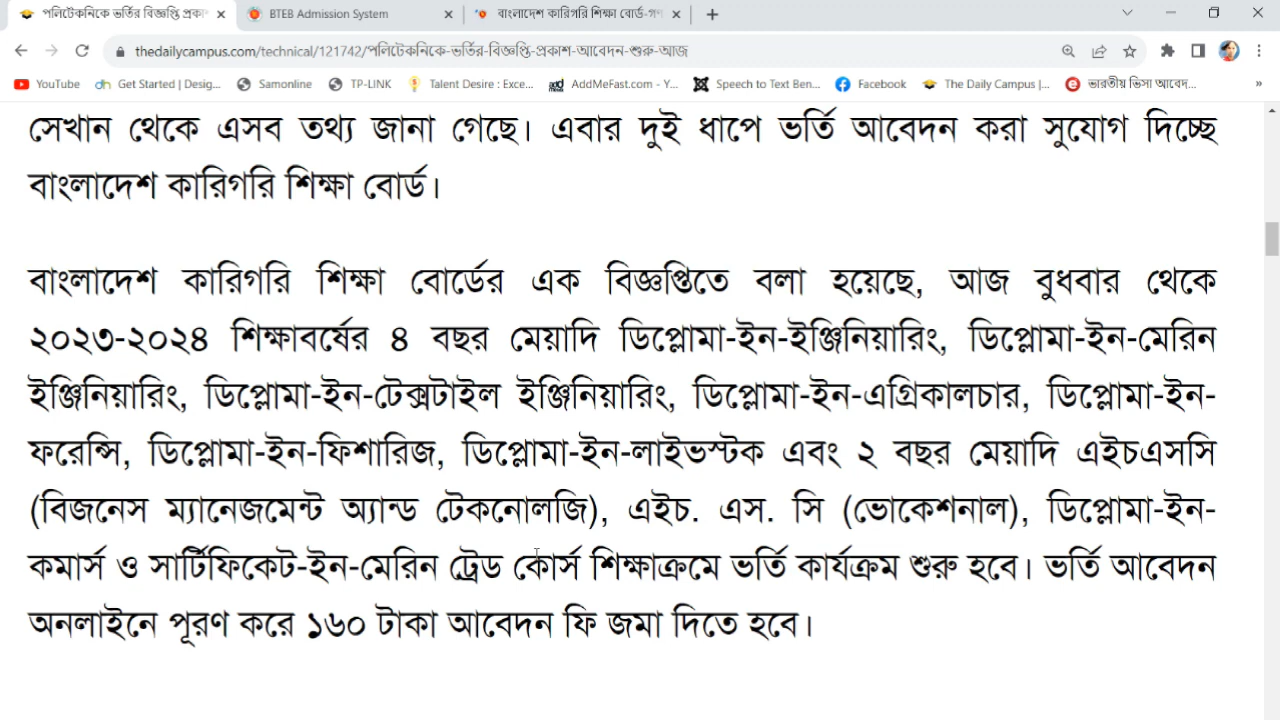 পলিটেকনিকে ভর্তির বিজ্ঞপ্তি প্রকা
BTEB Admission System
বাংলাদেশ কারিগরি শিক্ষা বোর্ড-গণ
thedailycampus.com/technical/121742/পলিটেকনিকে-ভর্তির-বিজ্ঞপ্তি-প্রকাশ-আবেদন-শুরু-আজ
YouTube
Get Started | Desig...
Samonline
TP-LINK
Talent Desire : Exce...
AddMeFast.com - Y...
Speech to Text Ben...
Facebook
The Daily Campus |...
ভারতীয় ভিসা আবেদ...
সেখান থেকে এসব তথ্য জানা গেছে। এবার দুই ধাপে ভর্তি আবেদন করা সুযোগ দিচ্ছে
বাংলাদেশ কারিগরি শিক্ষা বোর্ড।
বাংলাদেশ কারিগরি শিক্ষা বোর্ডের এক বিজ্ঞপ্তিতে বলা হয়েছে, আজ বুধবার থেকে
২০২৩-২০২৪ শিক্ষাবর্ষের ৪ বছর মেয়াদি ডিপ্লোমা-ইন-ইঞ্জিনিয়ারিং, ডিপ্লোমা-ইন-মেরিন
ইঞ্জিনিয়ারিং, ডিপ্লোমা-ইন-টেক্সটাইল ইঞ্জিনিয়ারিং, ডিপ্লোমা-ইন-এগ্রিকালচার, ডিপ্লোমা-ইন-
ফরেন্সি, ডিপ্লোমা-ইন-ফিশারিজ, ডিপ্লোমা-ইন-লাইভস্টক এবং ২ বছর মেয়াদি এইচএসসি
(বিজনেস ম্যানেজমেন্ট অ্যান্ড টেকনোলজি), এইচ. এস. সি (ভোকেশনাল), ডিপ্লোমা-ইন-
কমার্স ও সার্টিফিকেট-ইন-মেরিন ট্রেড কোর্স শিক্ষাক্রমে ভর্তি কার্যক্রম শুরু হবে। ভর্তি আবেদন
অনলাইনে পূরণ করে ১৬০ টাকা আবেদন ফি জমা দিতে হবে।